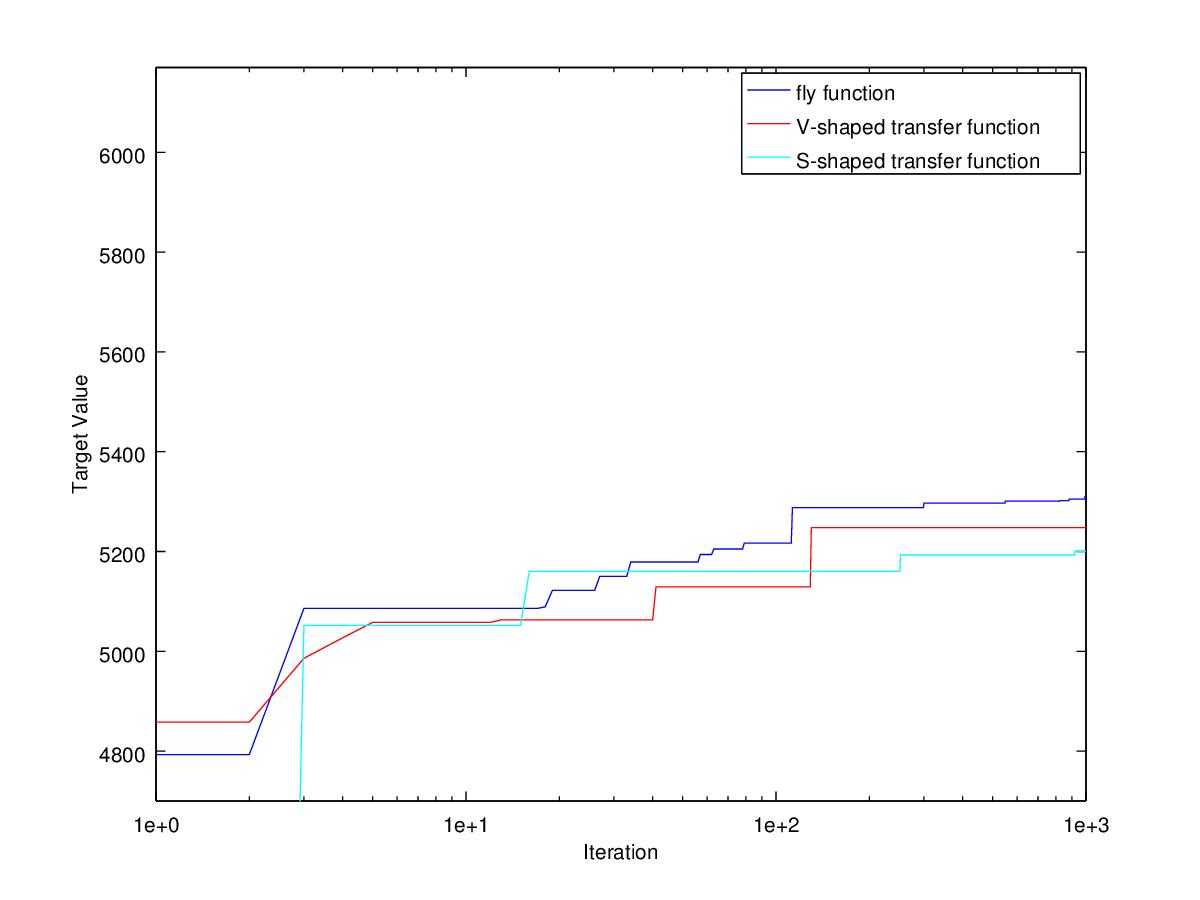 fly function
V-shaped transfer function
S-shaped transfer function
6000
5800
5600
5400
5200
5000
4800
Target Value
1e+0
1e+1
1e+2
1e+3
Iteration